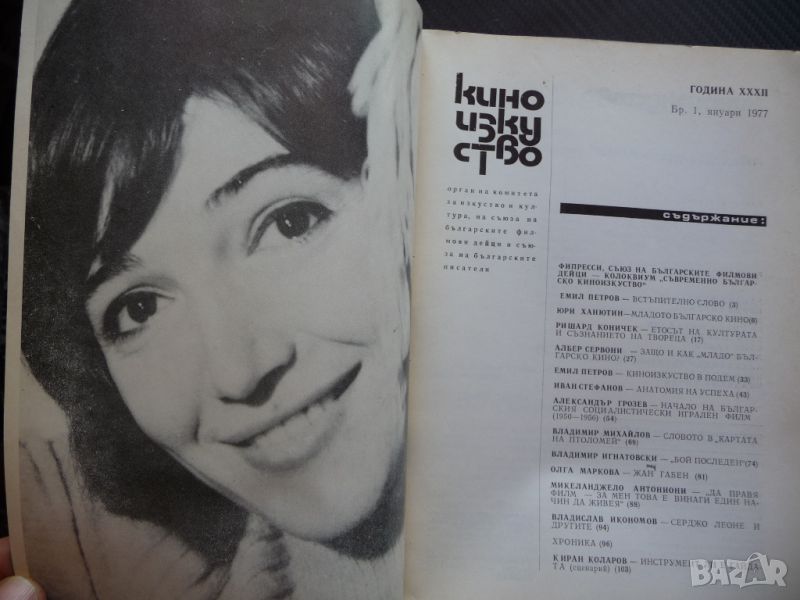 кино
изку
ство
орган на комитета
за изкуство и кул-
тура, на съюза на
българските фил-
мови дейци и съю-
за на българските
писатели
ГОДИНА XXXII
Бр. 1, януари 1977
съдържание:
ФИПРЕССИ, СЪЮЗ НА БЪЛГАРСКИТЕ ФИЛМОВИ
ДЕЙЦИ — КОЛОКВИУМ „СЪВРЕМЕННО БЪЛГАР-
СКО КИНОИЗКУСТВО“
ЕМИЛ ПЕТРОВ — ВСТЪПИТЕЛНО СЛОВО (3)
ЮРИ ХАНЮТИН — МЛАДОТО БЪЛГАРСКО КИНО (8)
РИШАРД КОНИЧЕК — ЕТОСЪТ НА КУЛТУРАТА
И СЪЗНАНИЕТО НА ТВОРЕЦА (17)
АЛБЕР СЕРВОНИ — ЗАЩО И КАК „МЛАДО“ БЪЛ-
ГАРСКО КИНО? (27)
ЕМИЛ ПЕТРОВ — КИНОИЗКУСТВО В ПОДЕМ (33)
ИВАН СТЕФАНОВ — АНАТОМИЯ НА УСПЕХА (43)
АЛЕКСАНДЪР ГРОЗЕВ — НАЧАЛО НА БЪЛГАР-
СКИЯ СОЦИАЛИСТИЧЕСКИ ИГРАЛЕН ФИЛМ
(1950—1956) (54)
ВЛАДИМИР МИХАЙЛОВ — СЛОВОТО В „КАРТАТА
НА ПТОЛОМЕЙ“ (69)
ВЛАДИМИР ИГНАТОВСКИ — „БОЙ ПОСЛЕДЕН“ (74)
ОЛГА МАРКОВА — ЖАН ГАБЕН (81)
МИКЕЛАНДЖЕЛО АНТОНИОНИ — „ДА ПРАВЯ
ФИЛМ — ЗА МЕН ТОВА Е ВИНАГИ ЕДИН НА-
ЧИН ДА ЖИВЕЯ“ (88)
ВЛАДИСЛАВ ИКОНОМОВ — СЕРДЖО ЛЕОНЕ И
ДРУГИТЕ (94)
ХРОНИКА (96)
КИРАН КОЛАРОВ — ИНСТРУМЕНТ
ТА (сценарий) (103)
BAZAR
bg